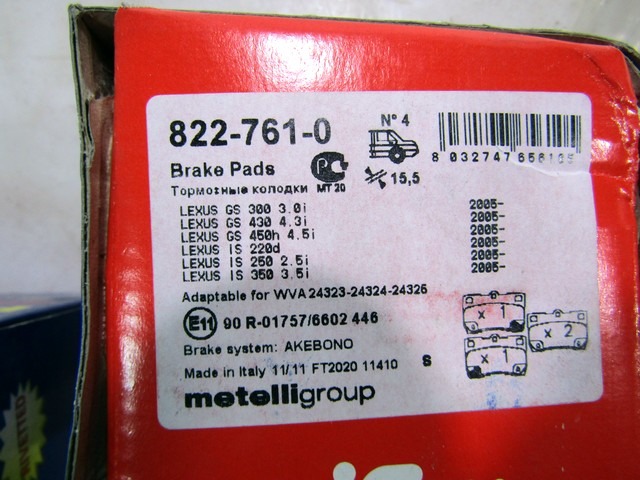 822-761-0
N° 4
8 032747 656105
Brake Pads
Тормозные колодки
MT 20
15,5
LEXUS GS 300 3.0i 2005-
LEXUS GS 430 4.3i 2005-
LEXUS GS 450h 4.5i 2005-
LEXUS IS 220d 2005-
LEXUS IS 250 2.5i 2005-
LEXUS IS 350 3.5i 2005-
Adaptable for WVA 24323-24324-24326
E11 90 R-01757/6602 446
x 1
x 2
x 1
Brake system: AKEBONO
Made in Italy 11/11 FT2020 11410 S
metelligroup